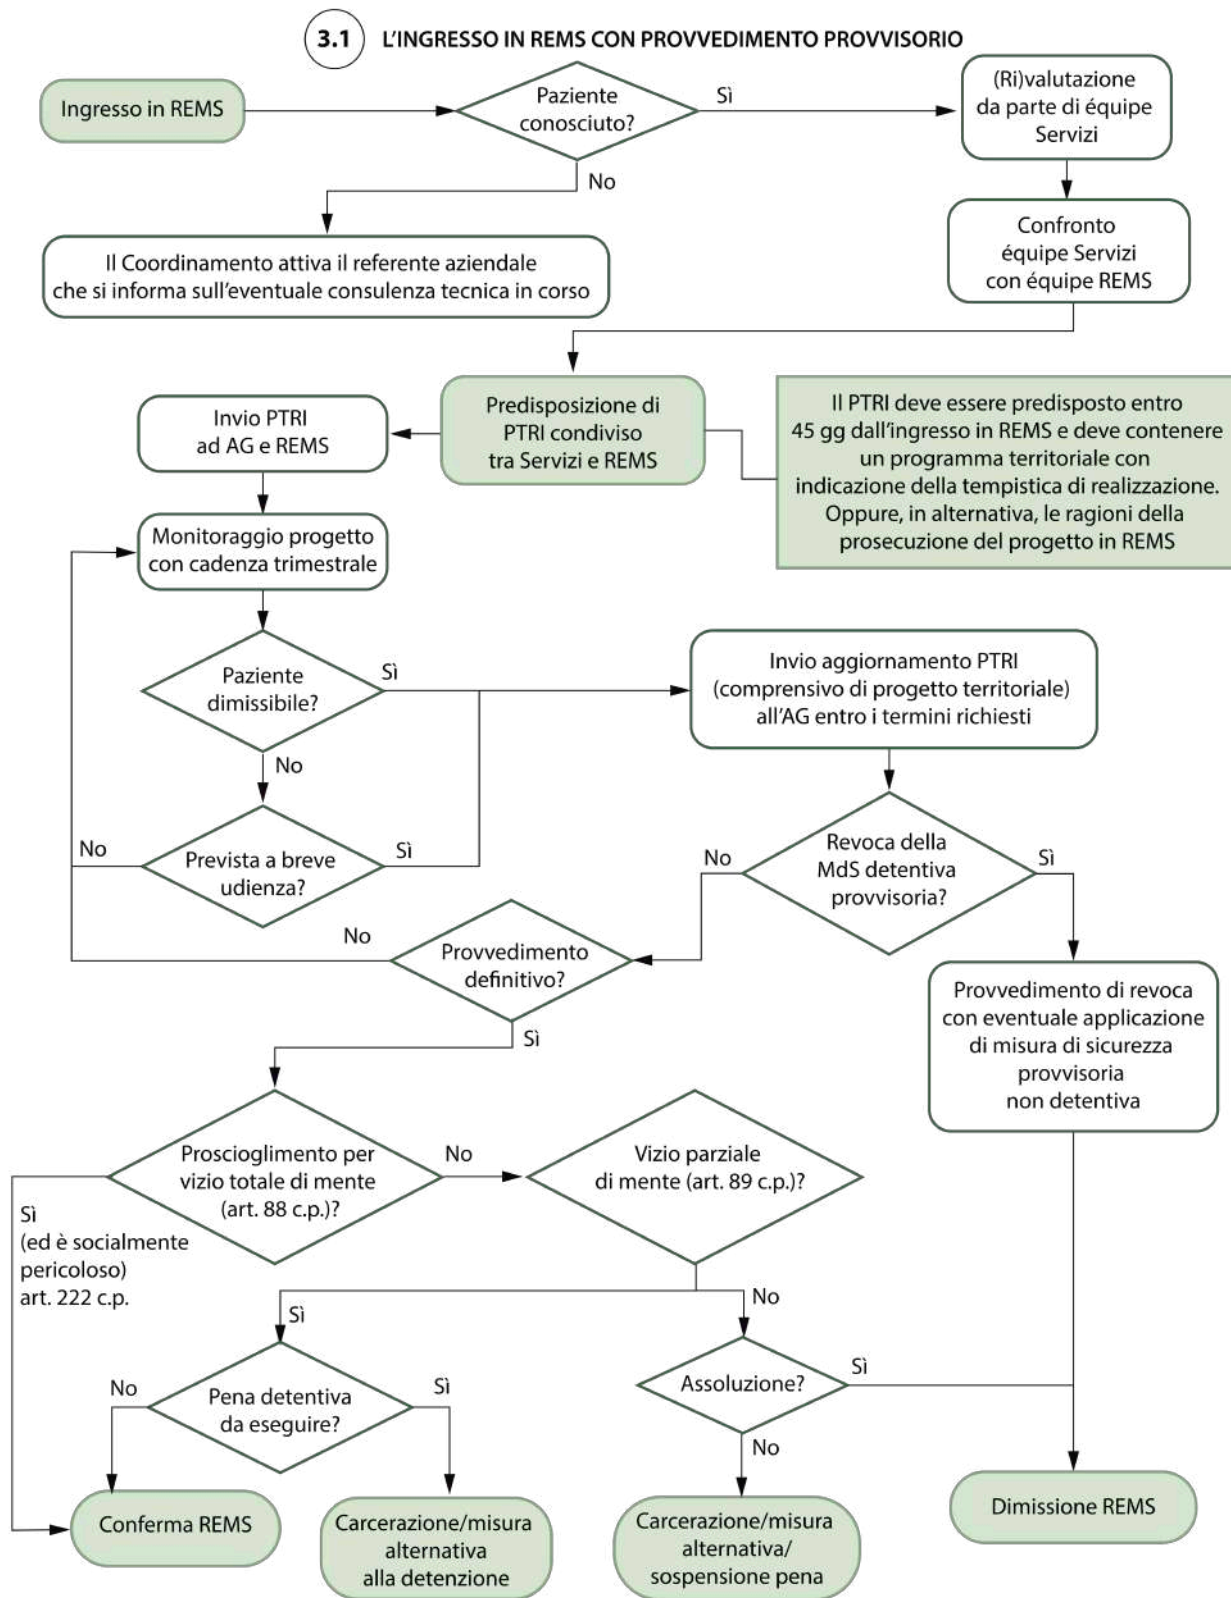 3.1 L'INGRESSO IN REMS CON PROVVEDIMENTO PROVVISORIO
Ingresso in REMS
Paziente
conosciuto?
Sì
(Ri)valutazione
da parte di équipe
Servizi
No
Il Coordinamento attiva il referente aziendale
che si informa sull'eventuale consulenza tecnica in corso
Confronto
équipe Servizi
con équipe REMS
Invio PTRI
ad AG e REMS
Predisposizione di
PTRI condiviso
tra Servizi e REMS
Il PTRI deve essere predisposto entro
45 gg dall'ingresso in REMS e deve contenere
un programma territoriale con
indicazione della tempistica di realizzazione.
Oppure, in alternativa, le ragioni della
prosecuzione del progetto in REMS
Monitoraggio progetto
con cadenza trimestrale
Paziente
dimissibile?
Sì
Invio aggiornamento PTRI
(comprensivo di progetto territoriale)
all'AG entro i termini richiesti
No
Prevista a breve
udienza?
No
Sì
Revoca della
MdS detentiva
provvisoria?
No
Sì
Provvedimento
definitivo?
No
Sì
Provvedimento di revoca
con eventuale applicazione
di misura di sicurezza
provvisoria
non detentiva
Proscioglimento per
vizio totale di mente
(art. 88 c.p.)?
No
Vizio parziale
di mente (art. 89 c.p.)?
Sì
(ed è socialmente
pericoloso)
art. 222 c.p.
Sì
No
Pena detentiva
da eseguire?
No
Sì
Assoluzione?
Sì
No
Conferma REMS
Carcerazione/misura
alternativa
alla detenzione
Carcerazione/misura
alternativa/
sospensione pena
Dimissione REMS